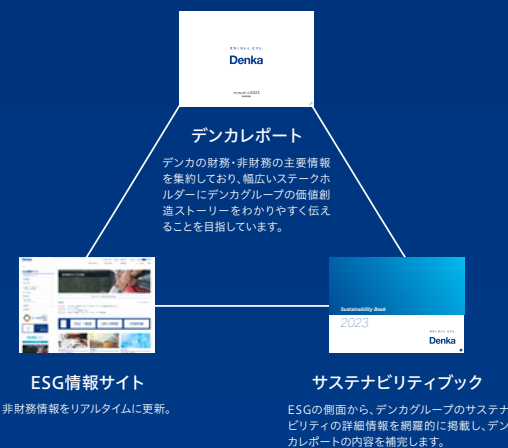 Denka
デンカレポート
デンカの財務・非財務の主要情報
を集約しており、幅広いステークホ
ルダーにデンカグループの価値創
造ストーリーをわかりやすく伝え
ることを目指しています。
Denka
ESG情報サイト
非財務情報をリアルタイムに更新。
Sustainability Book
2023
Denka
サステナビリティブック
ESGの側面から、デンカグループのサステナ
ビリティの詳細情報を網羅的に掲載し、デン
カレポートの内容を補完します。